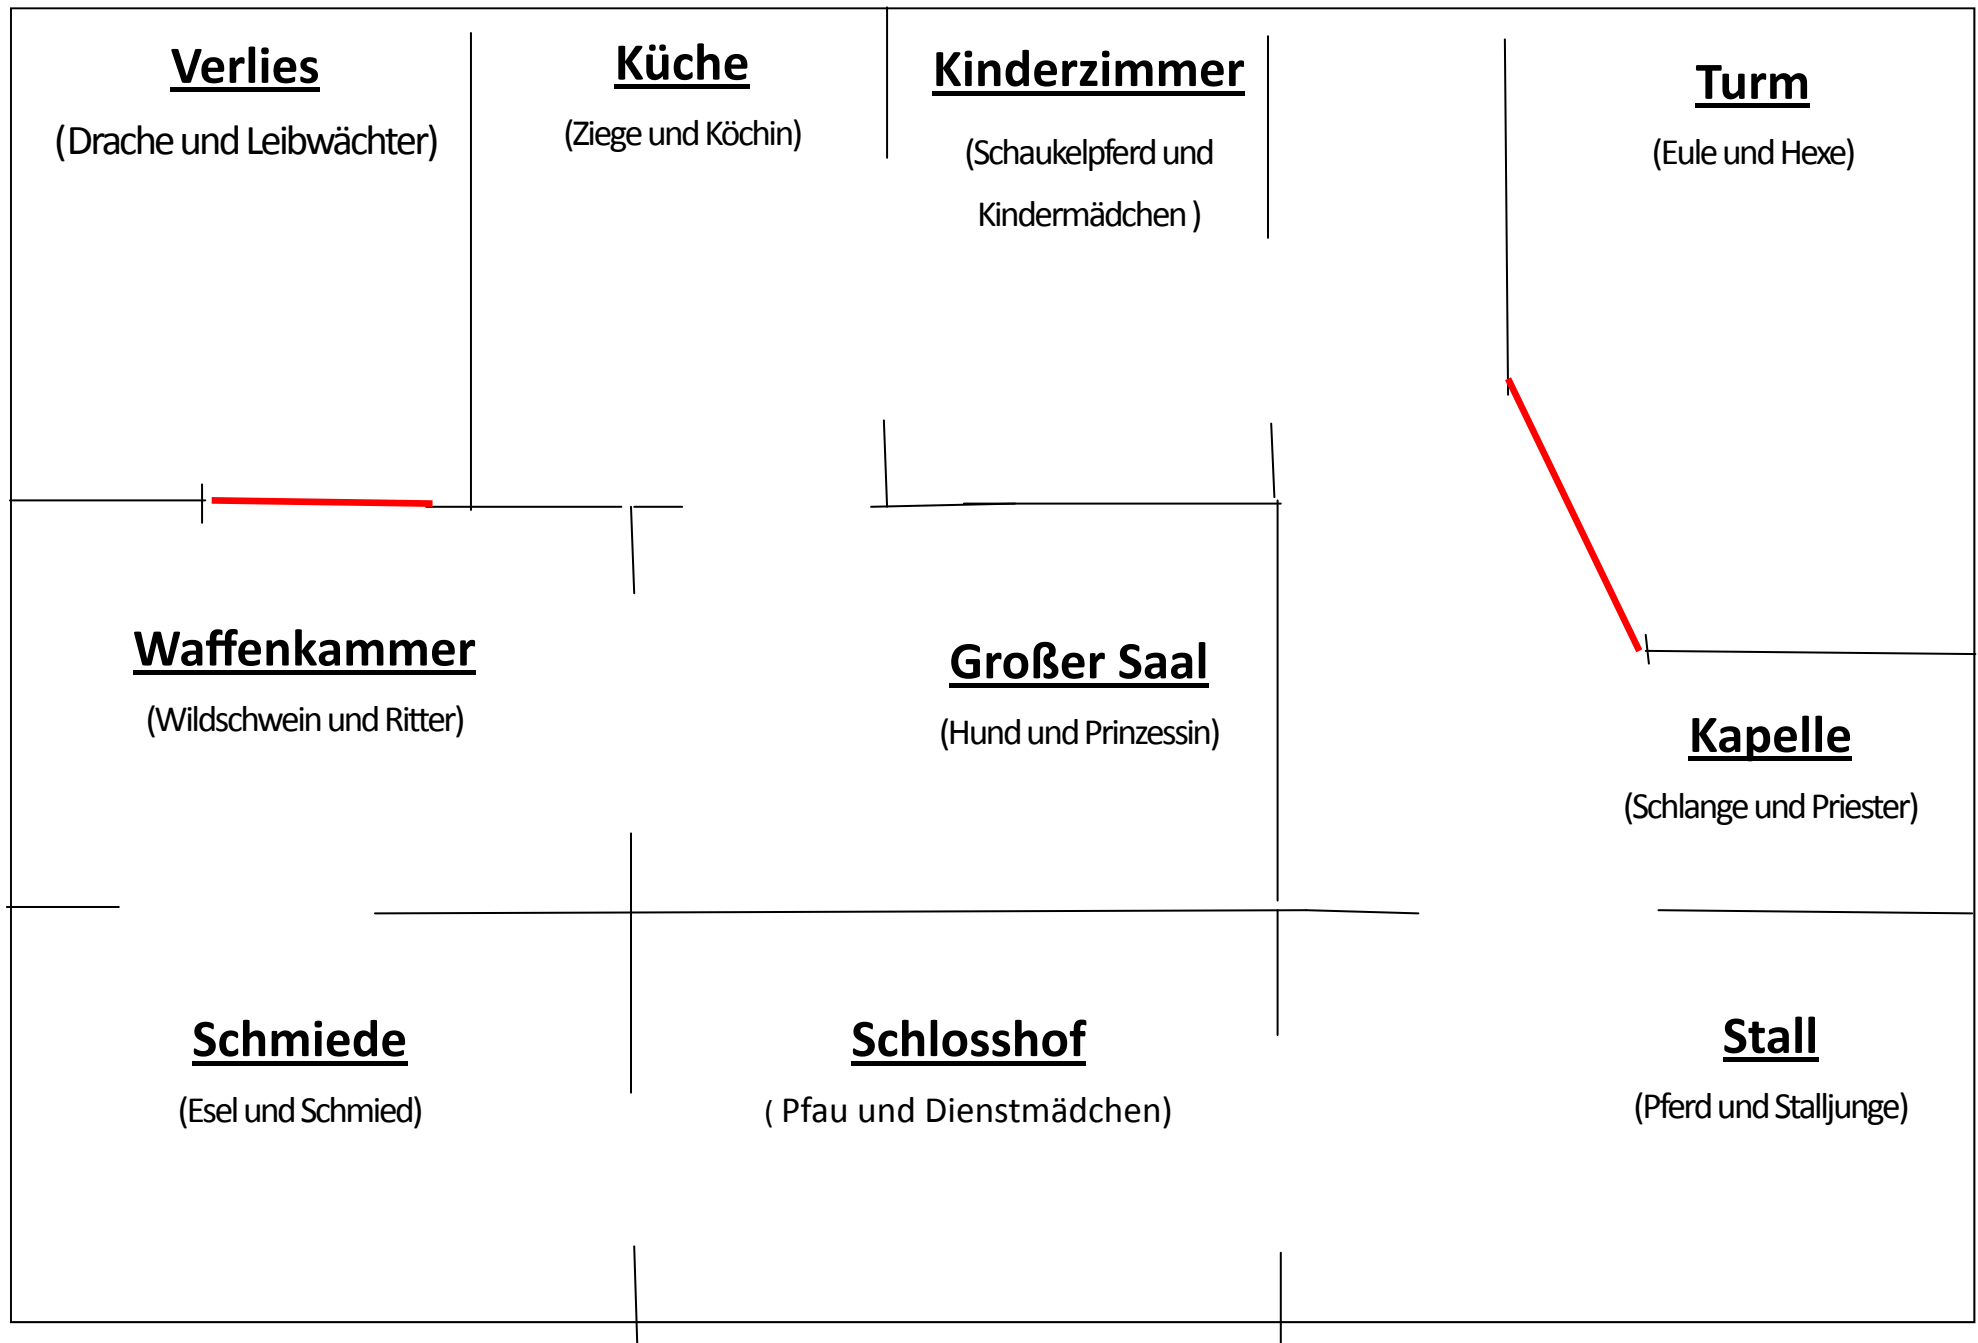 Verlies
(Drache und Leibwächter)
Küche
(Ziege und Köchin)
Kinderzimmer
(Schaukelpferd und
Kindermädchen )
Turm
(Eule und Hexe)
Waffenkammer
(Wildschwein und Ritter)
Großer Saal
(Hund und Prinzessin)
Kapelle
(Schlange und Priester)
Schmiede
(Esel und Schmied)
Schlosshof
( Pfau und Dienstmädchen)
Stall
(Pferd und Stalljunge)